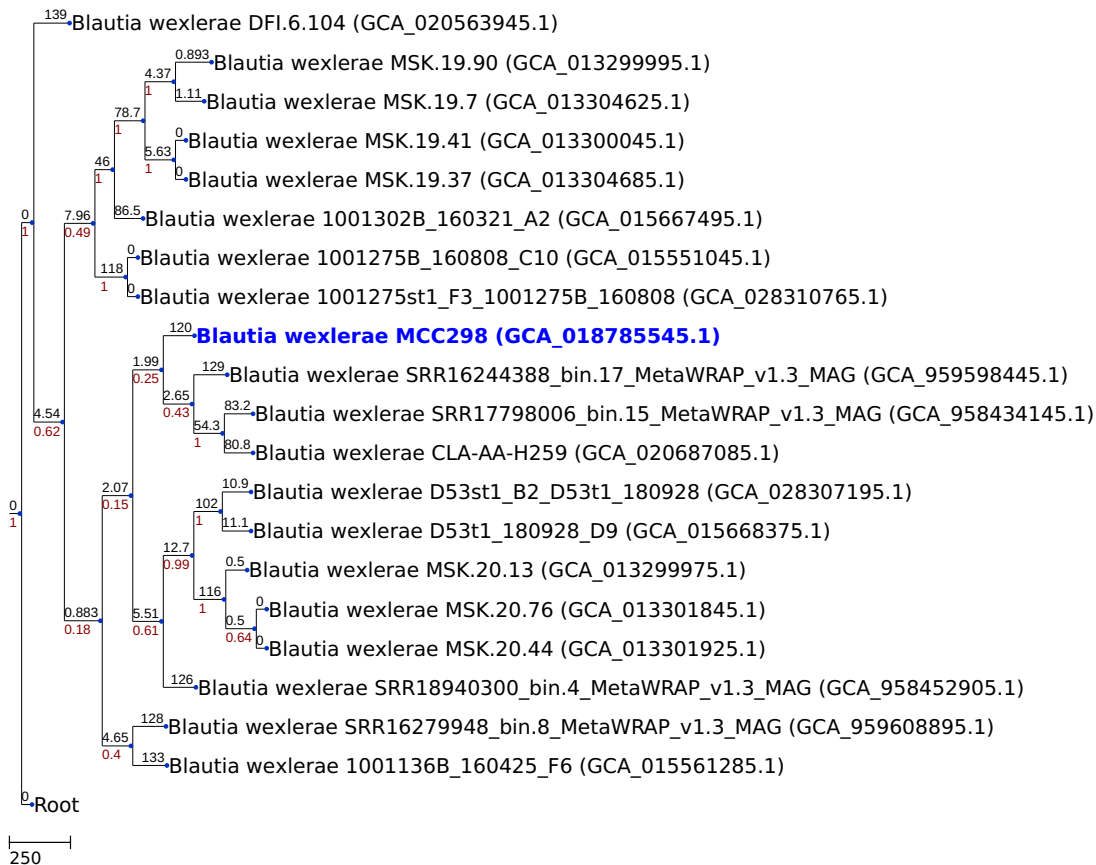 139
Blautia wexlerae DFI.6.104 (GCA_020563945.1)
0.893
Blautia wexlerae MSK.19.90 (GCA_013299995.1)
4.37
1
1.11
Blautia wexlerae MSK.19.7 (GCA_013304625.1)
78.7
1
0
Blautia wexlerae MSK.19.41 (GCA_013300045.1)
5.63
1
0
Blautia wexlerae MSK.19.37 (GCA_013304685.1)
46
1
86.5
Blautia wexlerae 1001302B_160321_A2 (GCA_015667495.1)
0
1
7.96
0.49
0
Blautia wexlerae 1001275B_160808_C10 (GCA_015551045.1)
118
1
0
Blautia wexlerae 1001275st1_F3_1001275B_160808 (GCA_028310765.1)
120
Blautia wexlerae MCC298 (GCA_018785545.1)
1.99
0.25
129
Blautia wexlerae SRR16244388_bin.17_MetaWRAP_v1.3_MAG (GCA_959598445.1)
2.65
0.43
83.2
Blautia wexlerae SRR17798006_bin.15_MetaWRAP_v1.3_MAG (GCA_958434145.1)
54.3
1
80.8
Blautia wexlerae CLA-AA-H259 (GCA_020687085.1)
4.54
0.62
10.9
Blautia wexlerae D53st1_B2_D53t1_180928 (GCA_028307195.1)
2.07
0.15
102
1
11.1
Blautia wexlerae D53t1_180928_D9 (GCA_015668375.1)
0
1
12.7
0.99
0.5
Blautia wexlerae MSK.20.13 (GCA_013299975.1)
116
1
0
Blautia wexlerae MSK.20.76 (GCA_013301845.1)
0.5
0.64
0
Blautia wexlerae MSK.20.44 (GCA_013301925.1)
0.883
0.18
5.51
0.61
126
Blautia wexlerae SRR18940300_bin.4_MetaWRAP_v1.3_MAG (GCA_958452905.1)
128
Blautia wexlerae SRR16279948_bin.8_MetaWRAP_v1.3_MAG (GCA_959608895.1)
4.65
0.4
133
Blautia wexlerae 1001136B_160425_F6 (GCA_015561285.1)
0
Root
250